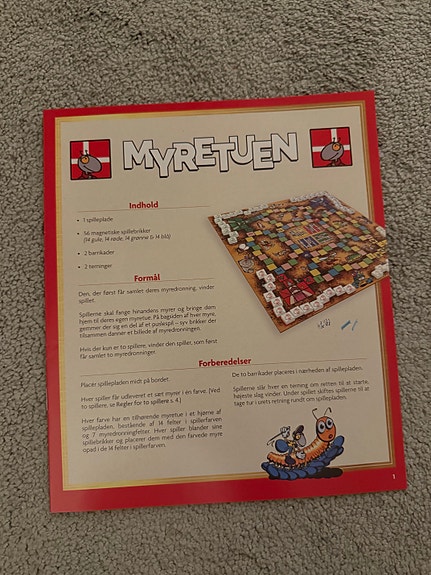 MYRETUEN
Indhold
• 1 spilleplade
• 56 magnetiske spillebrikker
(14 gule, 14 røde, 14 grønne & 14 blå)
• 2 barrikader
• 2 terninger
Formål
Den, der først får samlet deres myredronning, vinder
spillet.
Spillerne skal fange hinandens myrer og bringe dem
hjem til deres egen myretue. På bagsiden af hver myre,
gemmer der sig en del af et puslespil – syv brikker der
tilsammen danner et billede af myredronningen.
Hvis der kun er to spillere, vinder den spiller, som først
får samlet to myredronninger.
Forberedelser
Placer spillepladen midt på bordet.
Hver spiller får udleveret et sæt myrer i en farve. (Ved
to spillere, se Regler for to spillere s. 4.)
Hver farve har en tilhørende myretue i et hjørne af
spillepladen, bestående af 14 felter i spillerfarven
og 7 myredronningfelter. Hver spiller blander sine
spillebrikker og placerer dem med den farvede myre
opad i de 14 felter i spillerfarven.
De to barrikader placeres i nærheden af spillepladen.
Spillerne slår hver en terning om retten til at starte,
højeste slag vinder. Under spillet skiftes spillerne til at
tage tur i urets retning rundt om spillepladen.
1